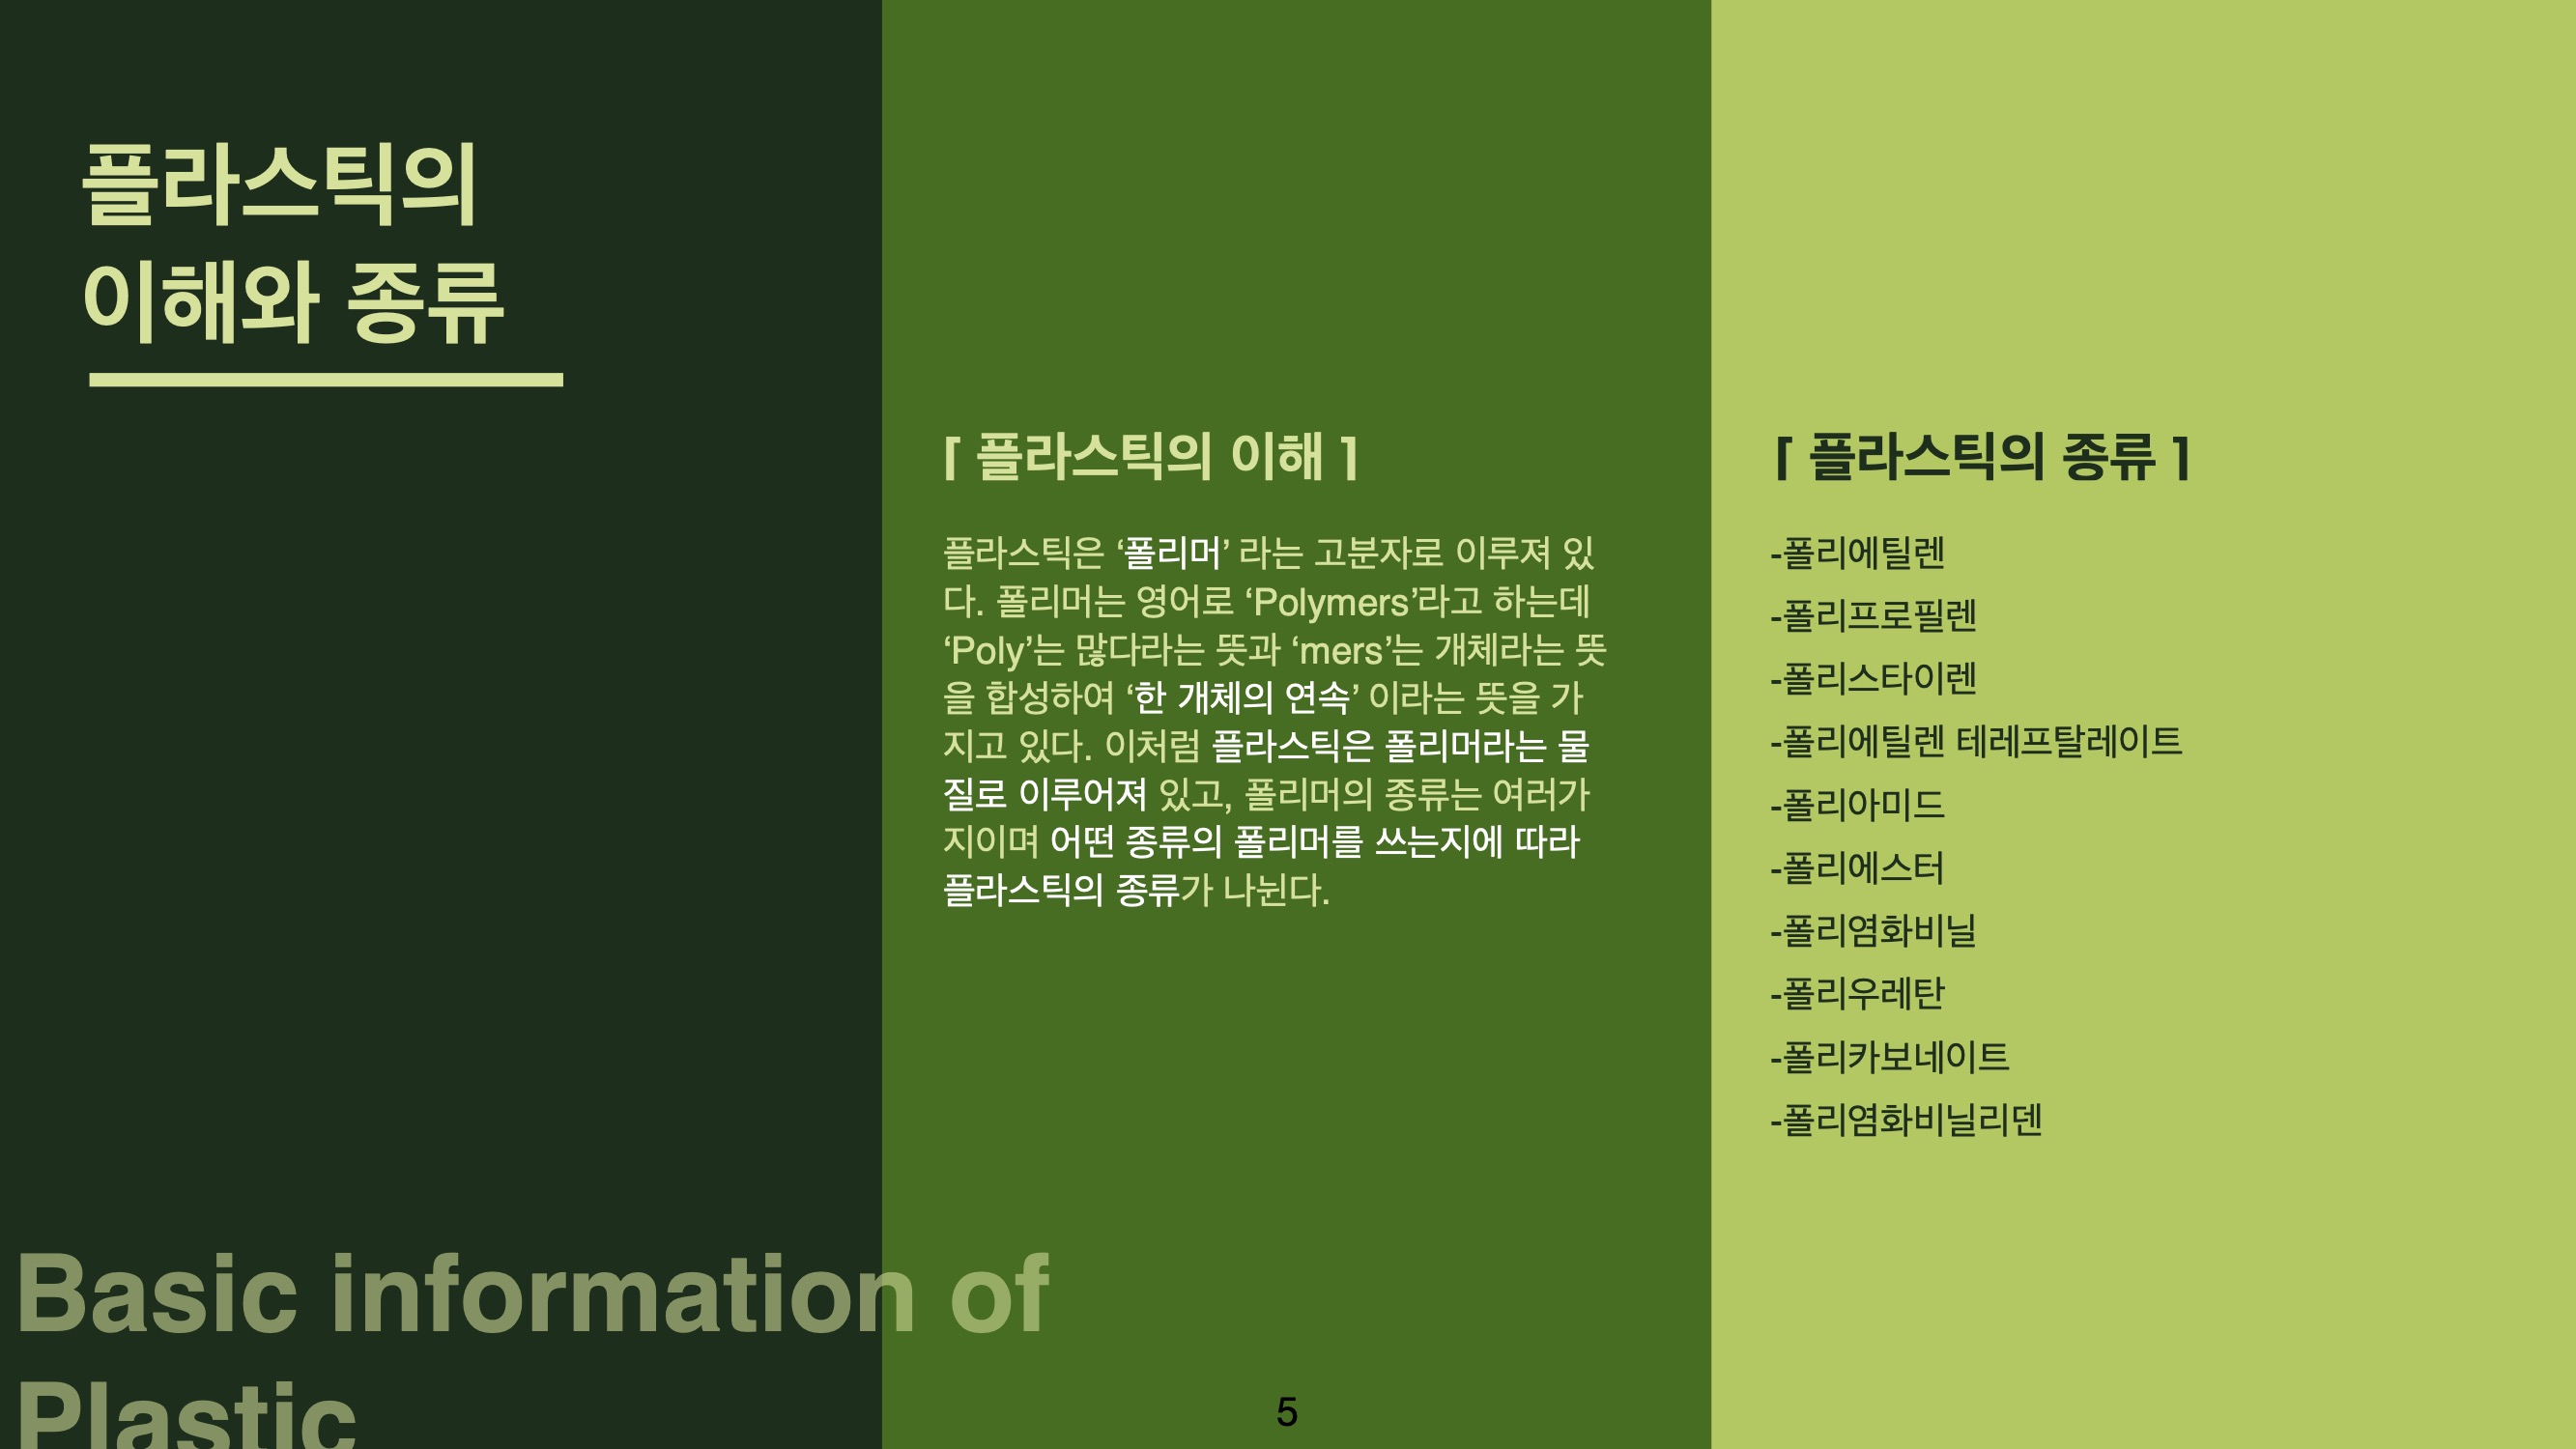 플라스틱의
이해와 종류
[ 플라스틱의 이해 ]
플라스틱은 ‘폴리머’ 라는 고분자로 이루져 있
다. 폴리머는 영어로 ‘Polymers’라고 하는데
‘Poly’는 많다라는 뜻과 ‘mers’는 개체라는 뜻
을 합성하여 ‘한 개체의 연속’ 이라는 뜻을 가
지고 있다. 이처럼 플라스틱은 폴리머라는 물
질로 이루어져 있고, 폴리머의 종류는 여러가
지이며 어떤 종류의 폴리머를 쓰는지에 따라
플라스틱의 종류가 나뉜다.
[ 플라스틱의 종류 ]
-폴리에틸렌
-폴리프로필렌
-폴리스타이렌
-폴리에틸렌 테레프탈레이트
-폴리아미드
-폴리에스터
-폴리염화비닐
-폴리우레탄
-폴리카보네이트
-폴리염화비닐리덴
Basic information of
Plastic
5